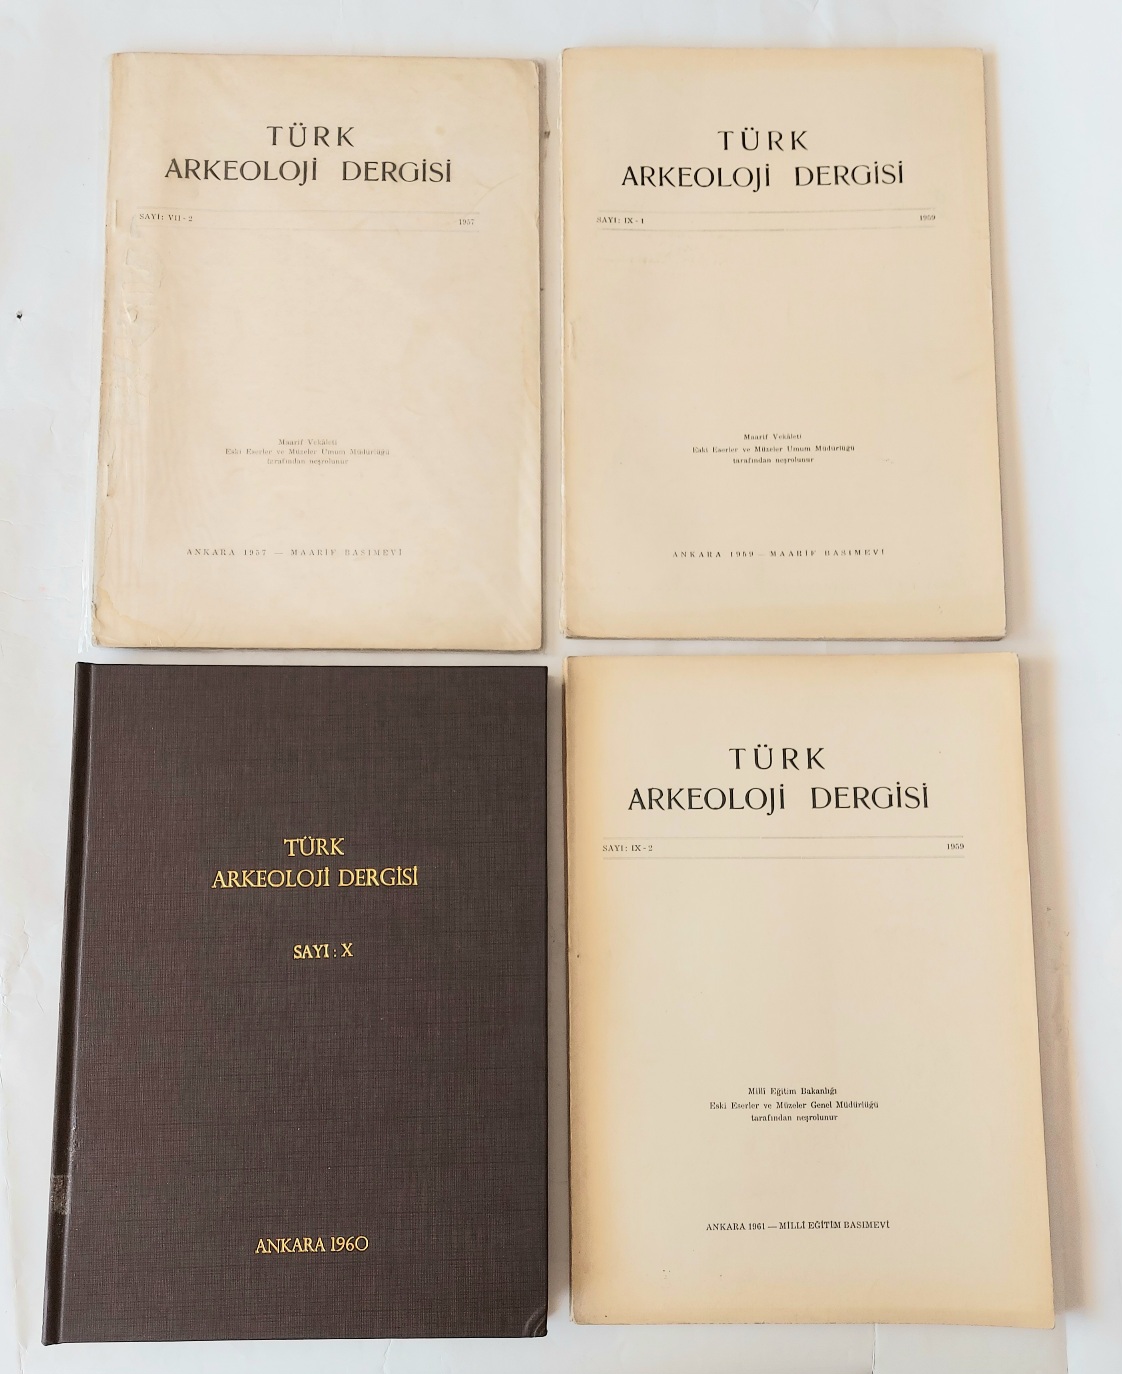 TÜRK
ARKEOLOJİ DERGİSİ
SAYI: VII - 2 1957
Maarif Vekâleti
Eski Eserler ve Müzeler Umum Müdürlüğü
tarafından neşrolunur
ANKARA 1957 — MAARİF BASIMEVİ
TÜRK
ARKEOLOJİ DERGİSİ
SAYI: IX - 1 1959
Maarif Vekâleti
Eski Eserler ve Müzeler Umum Müdürlüğü
tarafından neşrolunur
ANKARA 1959 — MAARİF BASIMEVİ
TÜRK
ARKEOLOJİ DERGİSİ
SAYI : X
ANKARA 1960
TÜRK
ARKEOLOJİ DERGİSİ
SAYI: IX - 2 1959
Millî Eğitim Bakanlığı
Eski Eserler ve Müzeler Genel Müdürlüğü
tarafından neşrolunur
ANKARA 1961 — MİLLÎ EĞİTİM BASIMEVİ